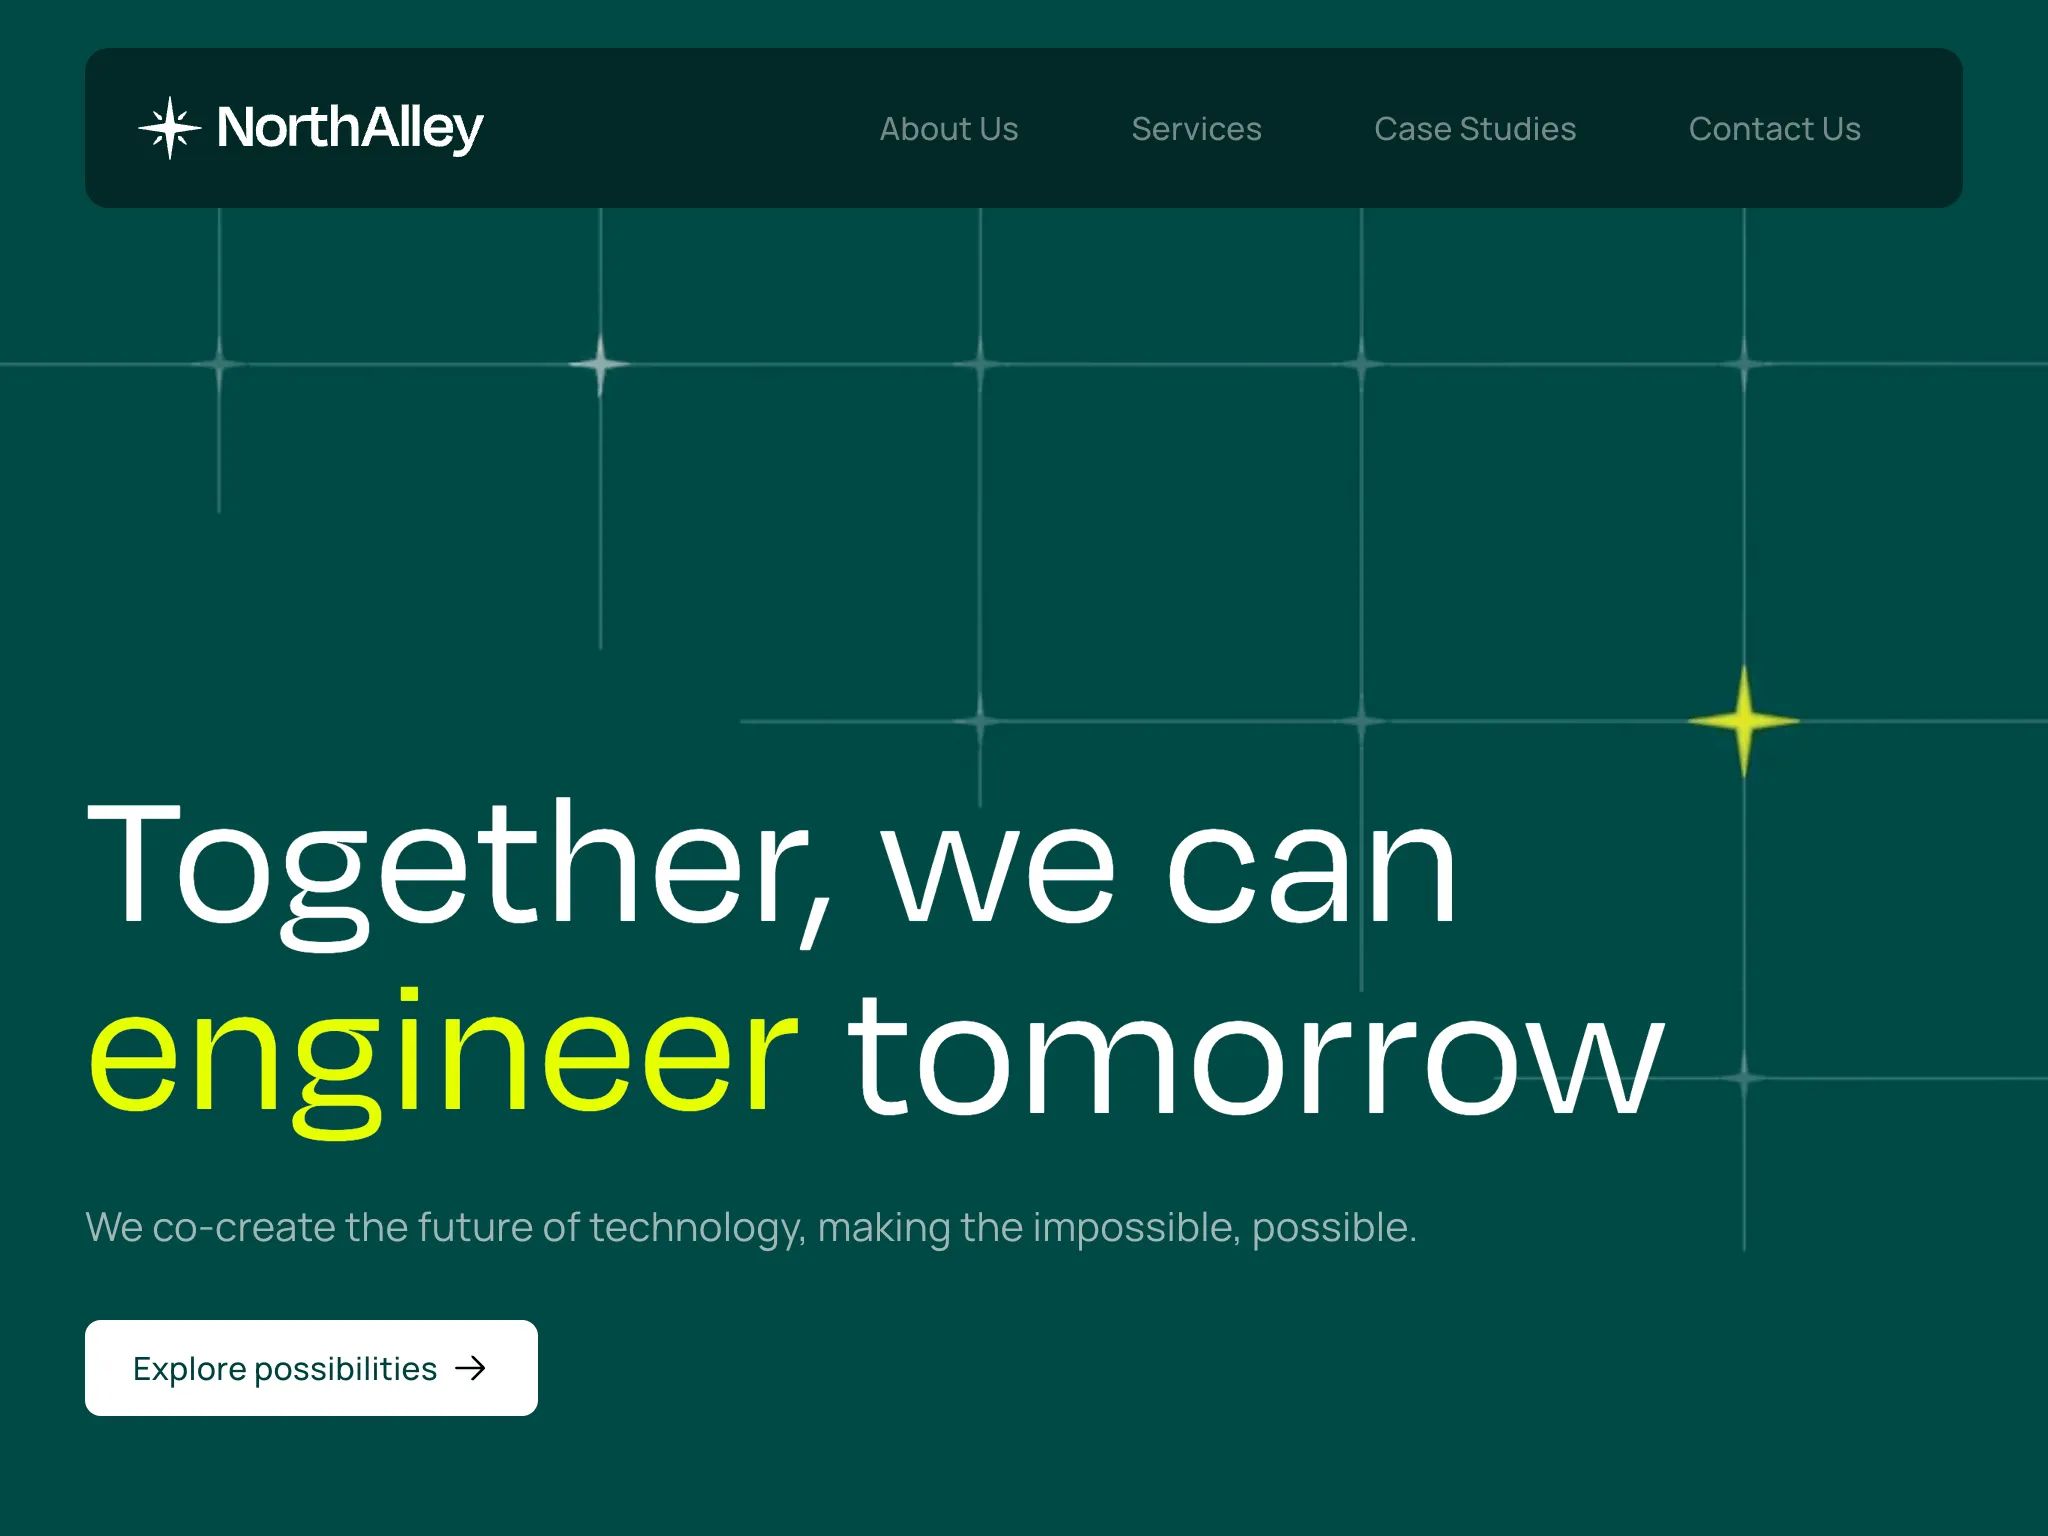 NorthAlley
About Us
Services
Case Studies
Contact Us
Together, we can
engineer tomorrow
We co-create the future of technology, making the impossible, possible.
Explore possibilities →